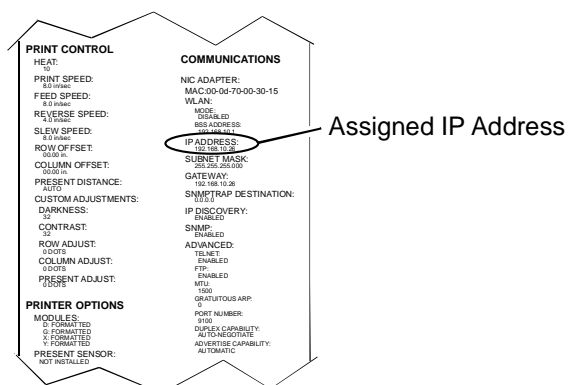 PRINT CONTROL
HEAT:
10
PRINT SPEED:
8.0 in/sec
FEED SPEED:
8.0 in/sec
REVERSE SPEED:
4.0 in/sec
SLEW SPEED:
8.0 in/sec
ROW OFFSET:
00.00 in.
COLUMN OFFSET:
00.00 in.
PRESENT DISTANCE:
AUTO
CUSTOM ADJUSTMENTS:
DARKNESS:
32
CONTRAST:
32
ROW ADJUST:
0 DOTS
COLUMN ADJUST:
0 DOTS
PRESENT ADJUST:
0 DOTS
PRINTER OPTIONS
MODULES:
D: FORMATTED
G: FORMATTED
X: FORMATTED
Y: FORMATTED
PRESENT SENSOR:
NOT INSTALLED
COMMUNICATIONS
NIC ADAPTER:
MAC:00-0d-70-00-30-15
WLAN:
MODE:
DISABLED
BSS ADDRESS:
192.168.10.1
IP ADDRESS:
192.168.10.26
SUBNET MASK:
255.255.255.000
GATEWAY:
192.168.10.26
SNMPTRAP DESTINATION:
0.0.0.0
IP DISCOVERY:
ENABLED
SNMP:
ENABLED
ADVANCED:
TELNET:
ENABLED
FTP:
ENABLED
MTU:
1500
GRATUITOUS ARP:
0
PORT NUMBER:
9100
DUPLEX CAPABILITY:
AUTO-NEGOTIATE
ADVERTISE CAPABILITY:
AUTOMATIC
Assigned IP Address